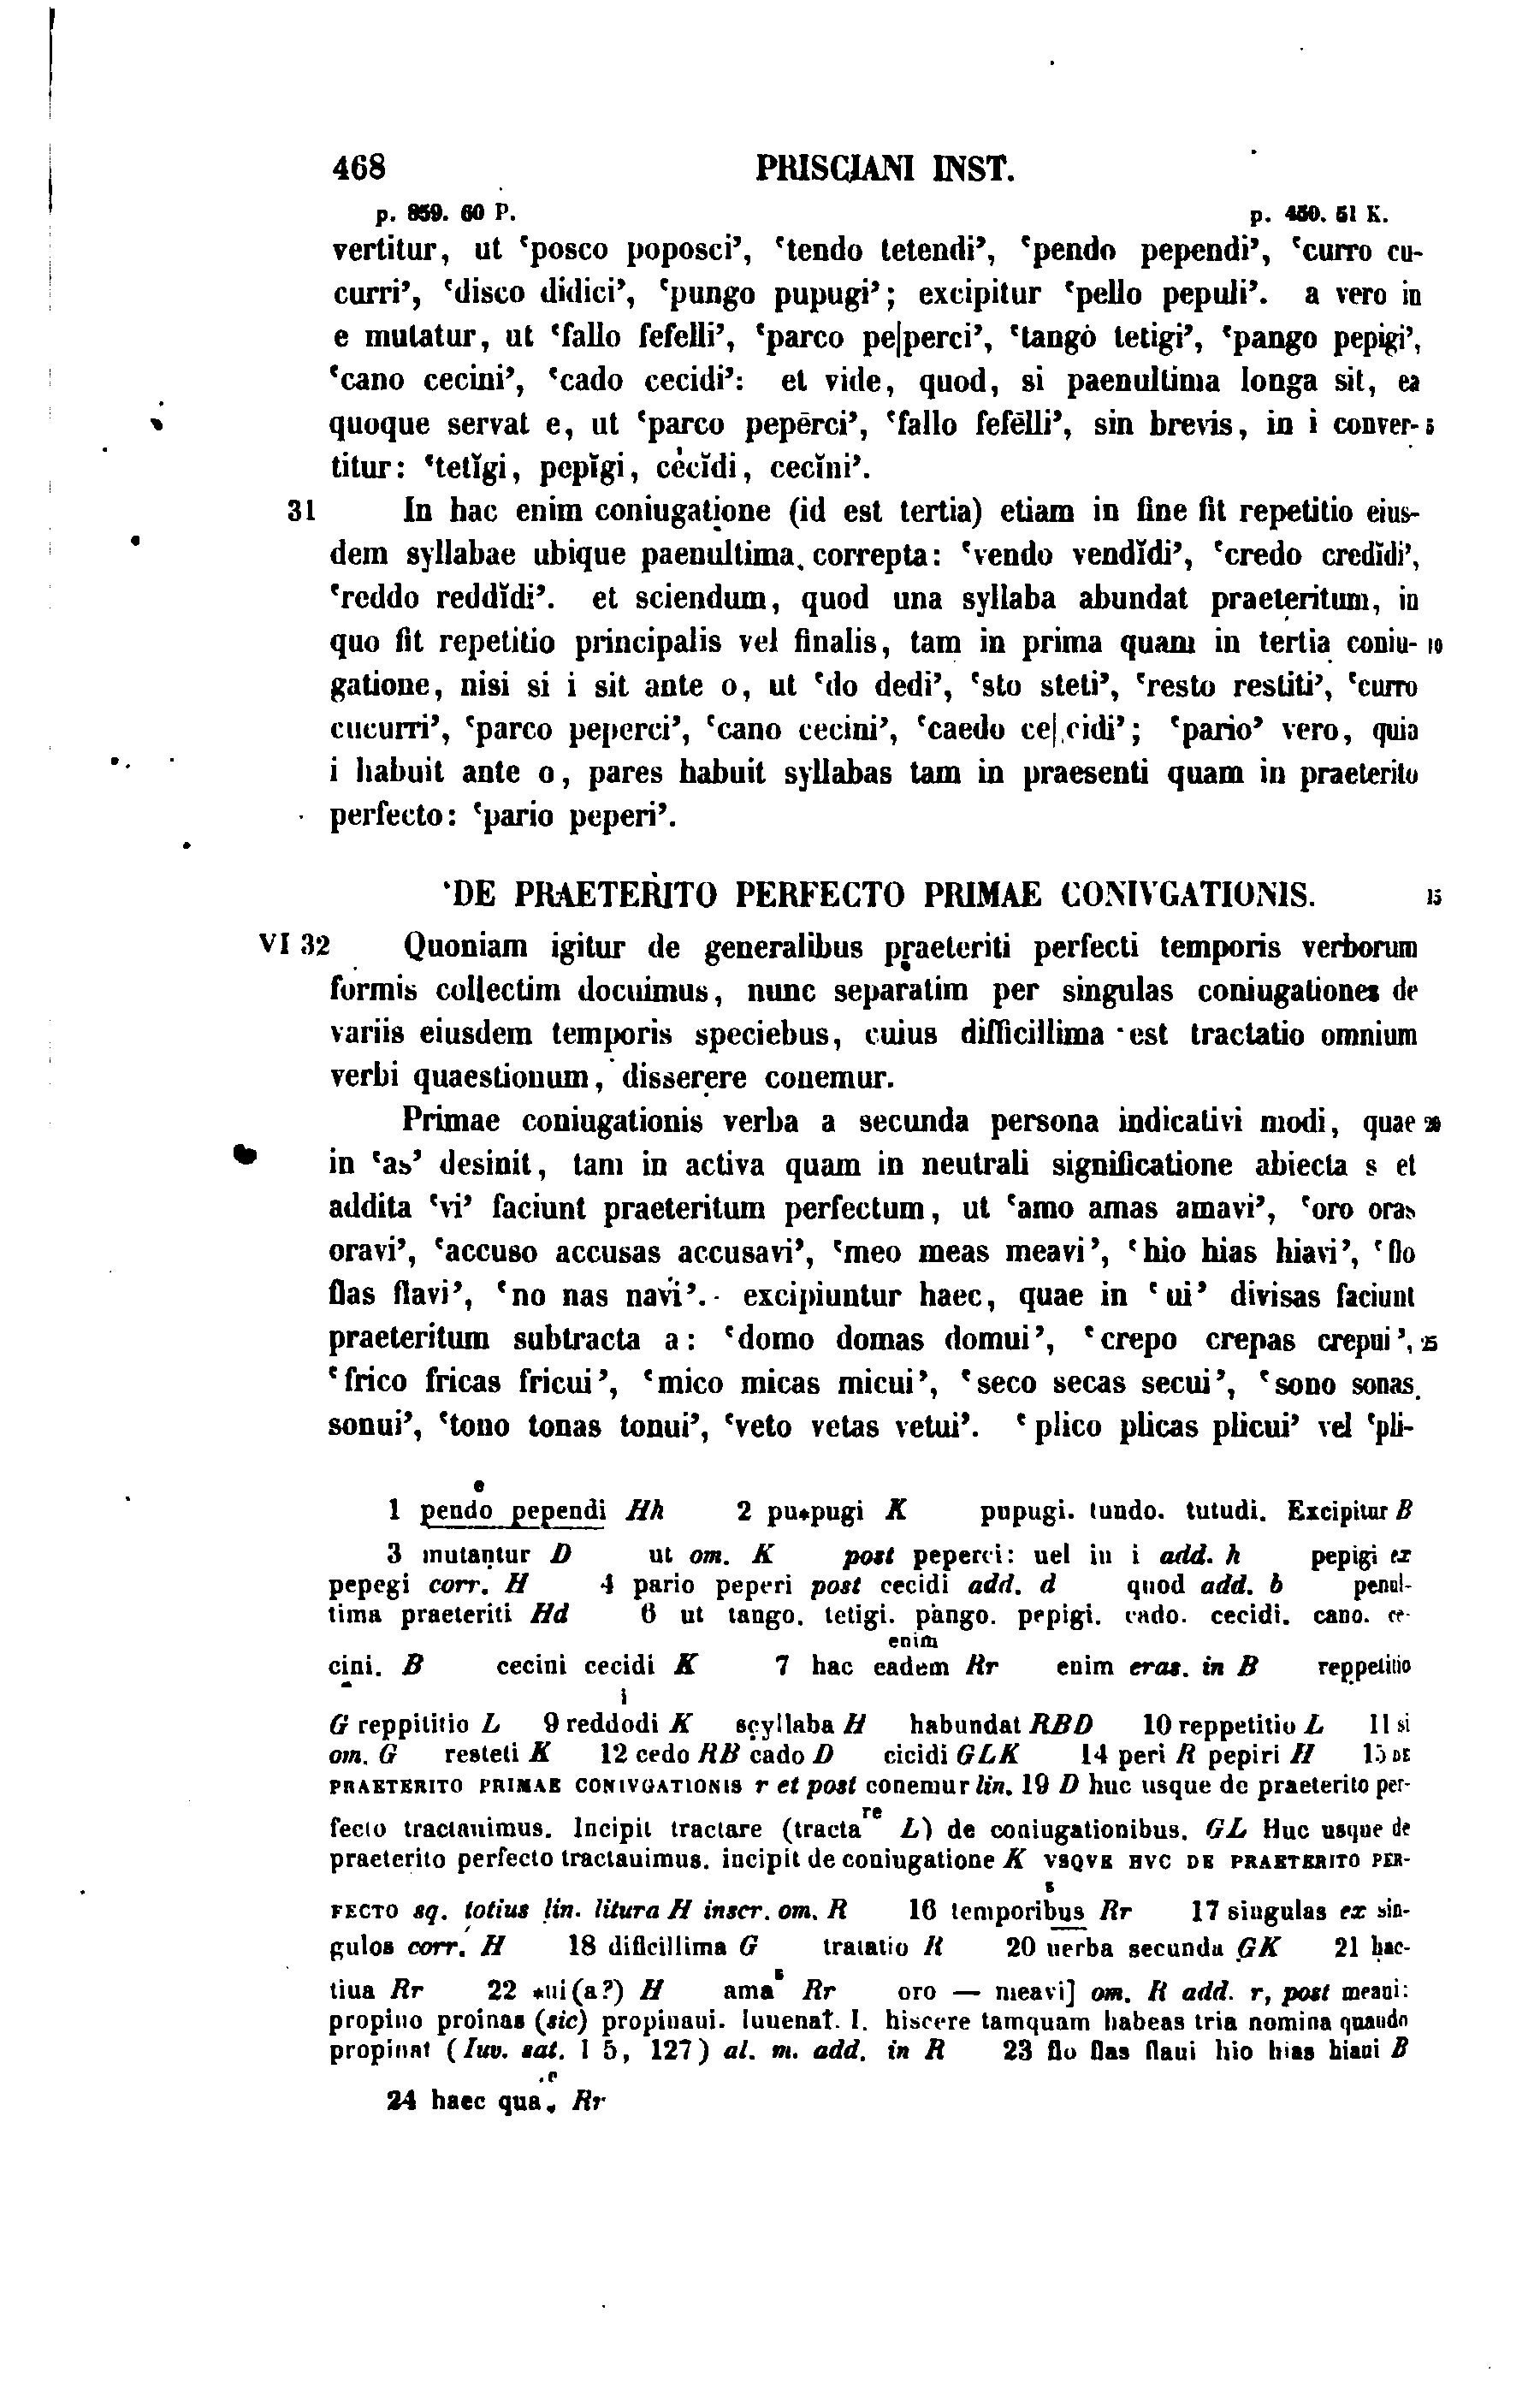 468 PRISCIANI INST.
p. 859. 60 P. p. 450. 51 K.
vertitur, ut ‘posco poposci’, ‘tendo tetendi’, ‘pendo pependi’, ‘curro cu-
curri’, ‘disco didici’, ‘pungo pupugi’; excipitur ‘pello pepuli’. a vero in
e mutatur, ut ‘fallo fefelli’, ‘parco pe|perci’, ‘tango tetigi’, ‘pango pepigi’,
‘cano cecini’, ‘cado cecidi’: et vide, quod, si paenultima longa sit, ea
quoque servat e, ut ‘parco pepērci’, ‘fallo fefēlli’, sin brevis, in i conver- 5
titur: ‘tetĭgi, pepĭgi, cecĭdi, cecĭni’.
31 In hac enim coniugatione (id est tertia) etiam in fine fit repetitio eius-
dem syllabae ubique paenultima correpta: ‘vendo vendĭdi’, ‘credo credĭdi’,
‘reddo reddĭdi’. et sciendum, quod una syllaba abundat praeteritum, in
quo fit repetitio principalis vel finalis, tam in prima quam in tertia coniu- 10
gatione, nisi si i sit ante o, ut ‘do dedi’, ‘sto steti’, ‘resto restiti’, ‘curro
cucurri’, ‘parco peperci’, ‘cano cecini’, ‘caedo ce|cidi’; ‘pario’ vero, quia
i habuit ante o, pares habuit syllabas tam in praesenti quam in praeterito
perfecto: ‘pario peperi’.
DE PRAETERITO PERFECTO PRIMAE CONIVGATIONIS. 15
VI 32 Quoniam igitur de generalibus praeteriti perfecti temporis verborum
formis collectim docuimus, nunc separatim per singulas coniugationes de
variis eiusdem temporis speciebus, cuius difficillima est tractatio omnium
verbi quaestionum, disserere conemur.
Primae coniugationis verba a secunda persona indicativi modi, quae 20
in ‘as’ desinit, tam in activa quam in neutrali significatione abiecta s et
addita ‘vi’ faciunt praeteritum perfectum, ut ‘amo amas amavi’, ‘oro oras
oravi’, ‘accuso accusas accusavi’, ‘meo meas meavi’, ‘hio hias hiavi’, ‘flo
flas flavi’, ‘no nas navi’. excipiuntur haec, quae in ‘ui’ divisas faciunt
praeteritum subtracta a: ‘domo domas domui’, ‘crepo crepas crepui’, 25
‘frico fricas fricui’, ‘mico micas micui’, ‘seco secas secui’, ‘sono sonas
sonui’, ‘tono tonas tonui’, ‘veto vetas vetui’. ‘plico plicas plicui’ vel ‘pli-
e
1 pendo pependi Hh 2 pu*pugi K pupugi. tundo. tutudi. Excipitur B
3 mutantur D ut om. K post peperci: uel in i add. h pepigi ex
pepegi corr. H 4 pario peperi post cecidi add. d quod add. b penul-
tima praeteriti Hd 6 ut tango. tetigi. pango. pepigi. cado. cecidi. cano. ce-
enim
cini. B cecini cecidi K 7 hac eadem Rr enim eras. in B reppetitio
i
G reppititio L 9 reddodi K scyllaba H habundat RBD 10 reppetitio L 11 si
om. G resteti K 12 cedo RB cado D cicidi GLK 14 peri R pepiri H 15 DE
PRAETERITO PRIMAE CONIVGATIONIS r et post conemur lin. 19 D huc usque de praeterito per-
re
fecto tractauimus. Incipit tractare (tracta L) de coniugationibus. GL Huc usque de
praeterito perfecto tractauimus. incipit de coniugatione K VSQVE HVC DE PRAETERITO PER-
s
FECTO sq. totius lin. litura H inscr. om. R 16 temporibus Rr 17 singulas ex sin-
gulos corr. H 18 dificillima G tratatio R 20 uerba secunda GK 21 hac-
s
tiua Rr 22 *ui(a?) H ama Rr oro — meavi] om. R add. r, post meaui:
propino proinas (sic) propinaui. Iuuenat. I. hiscere tamquam habeas tria nomina quando
propinat (Iuv. sat. I 5, 127) al. m. add. in R 23 flo flas flaui hio hias hiaui B
e
24 haec qua Rr